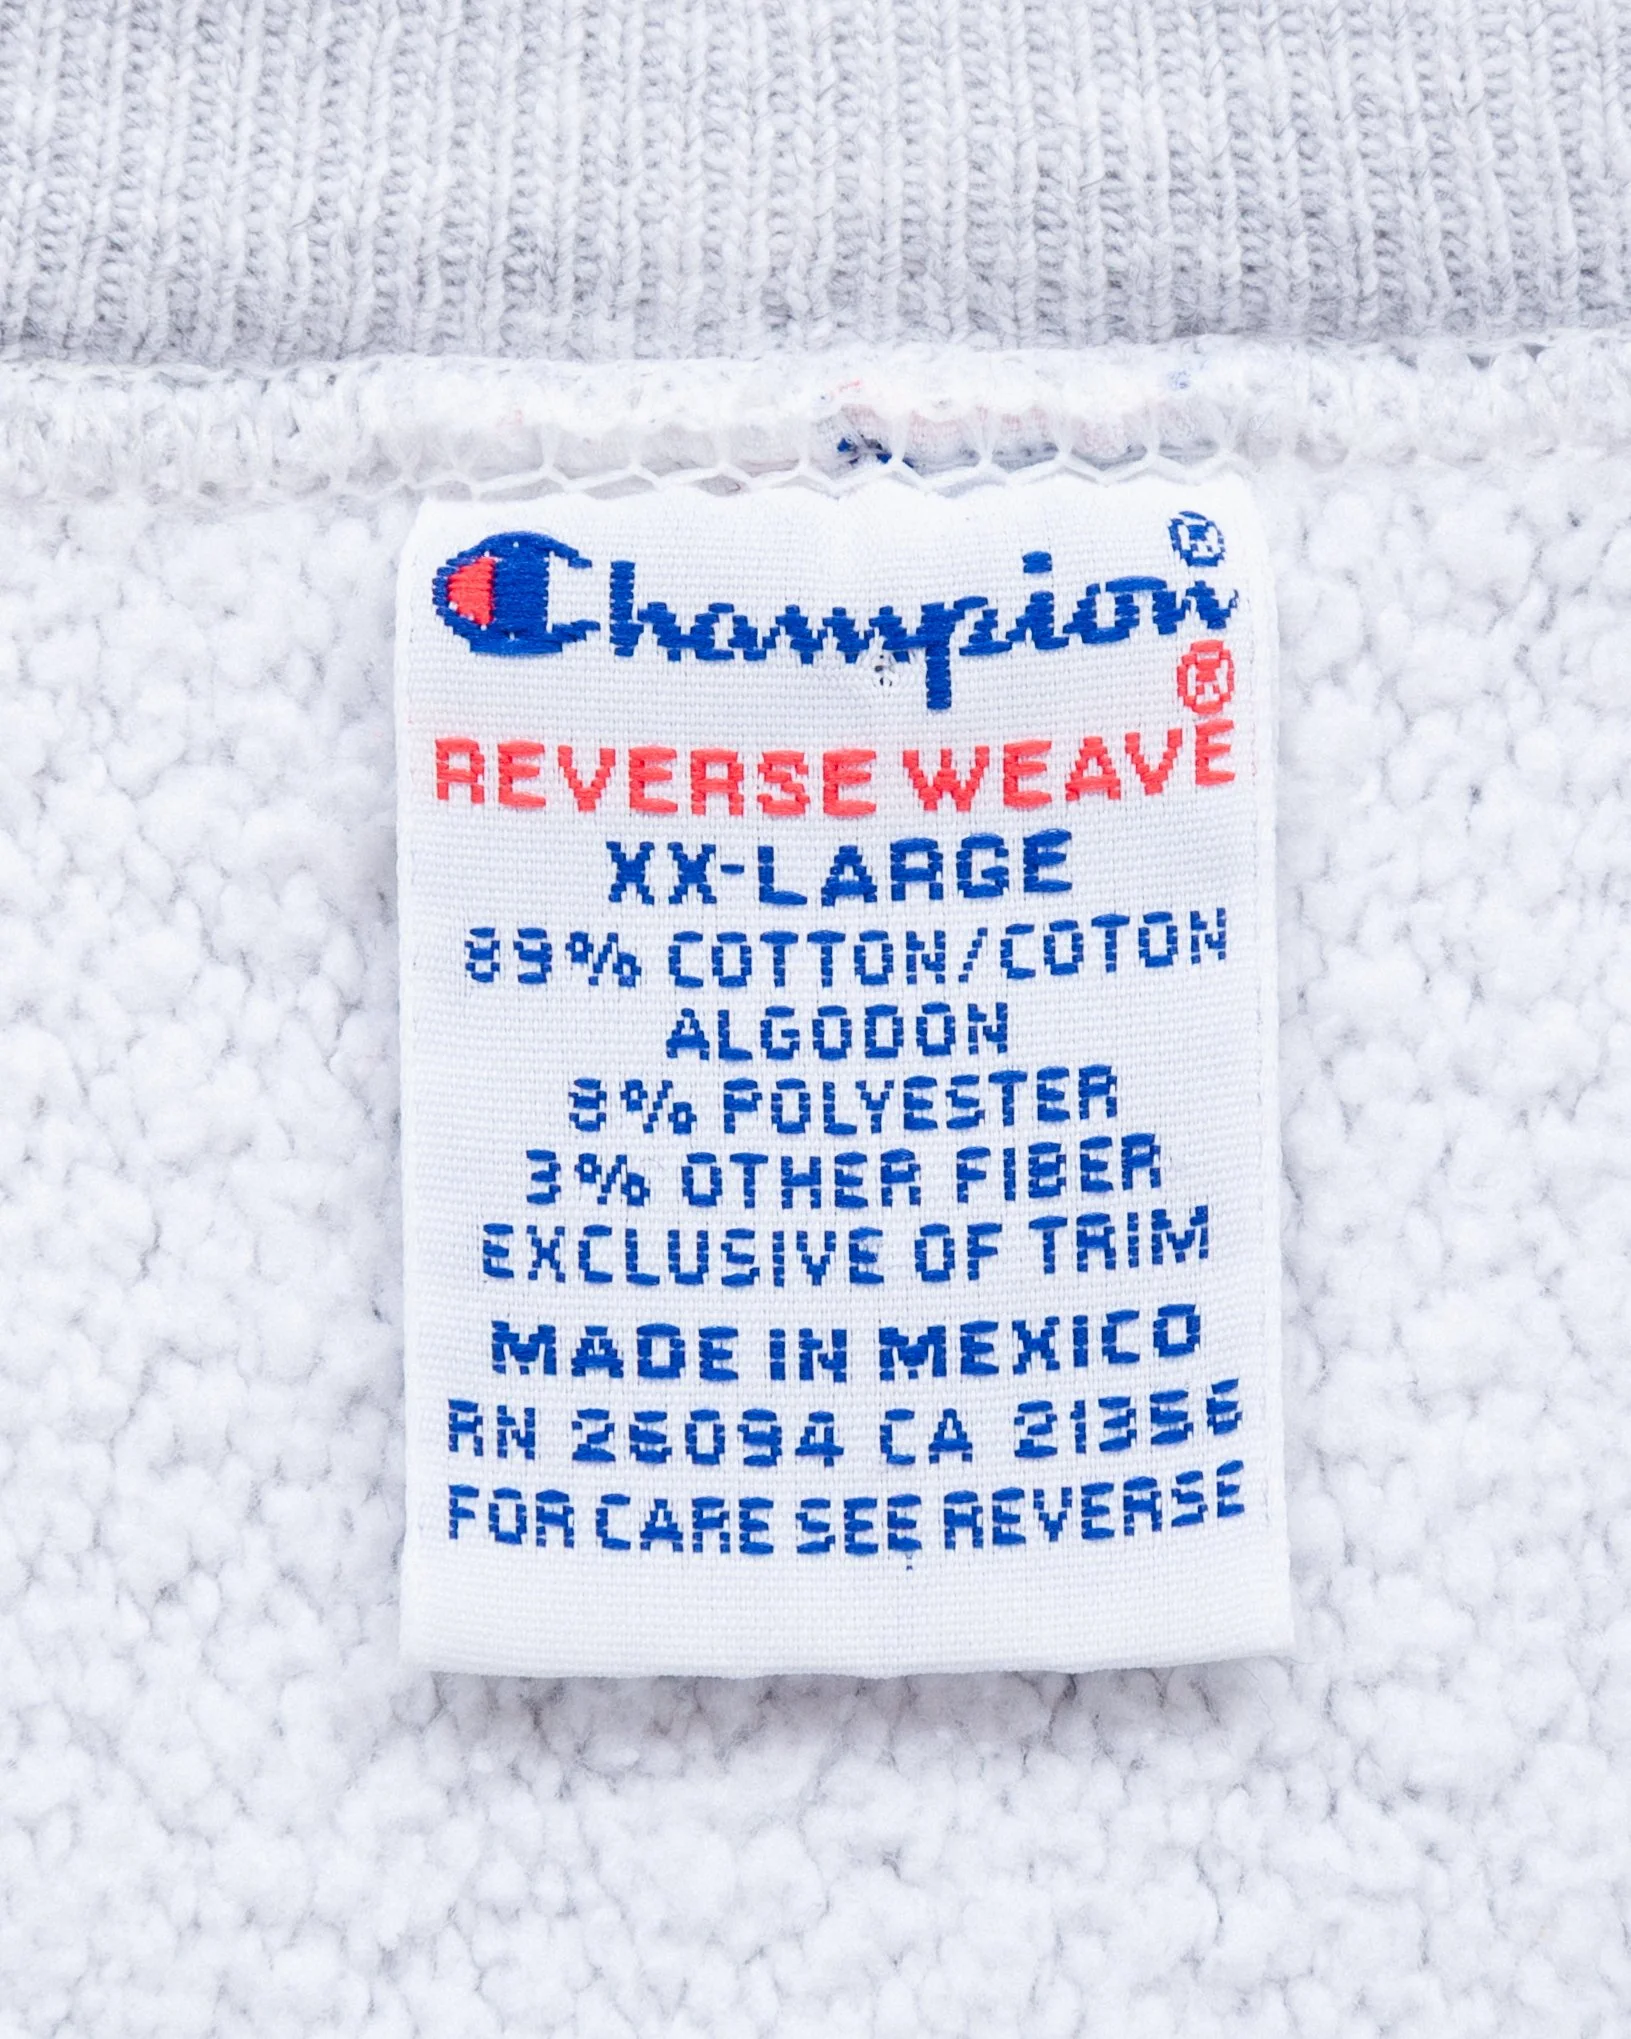 Champion®
REVERSE WEAVE®
XX-LARGE
89% COTTON/COTON
ALGODON
8% POLYESTER
3% OTHER FIBER
EXCLUSIVE OF TRIM
MADE IN MEXICO
RN 26094 CA 21356
FOR CARE SEE REVERSE